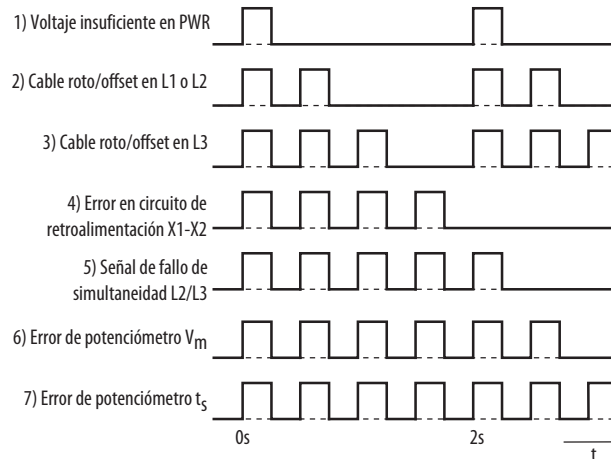 1) Voltaje insuficiente en PWR
2) Cable roto/offset en L1 o L2
3) Cable roto/offset en L3
4) Error en circuito de
retroalimentación X1-X2
5) Señal de fallo de
simultaneidad L2/L3
6) Error de potenciómetro Vm
7) Error de potenciómetro ts
0s 2s
t